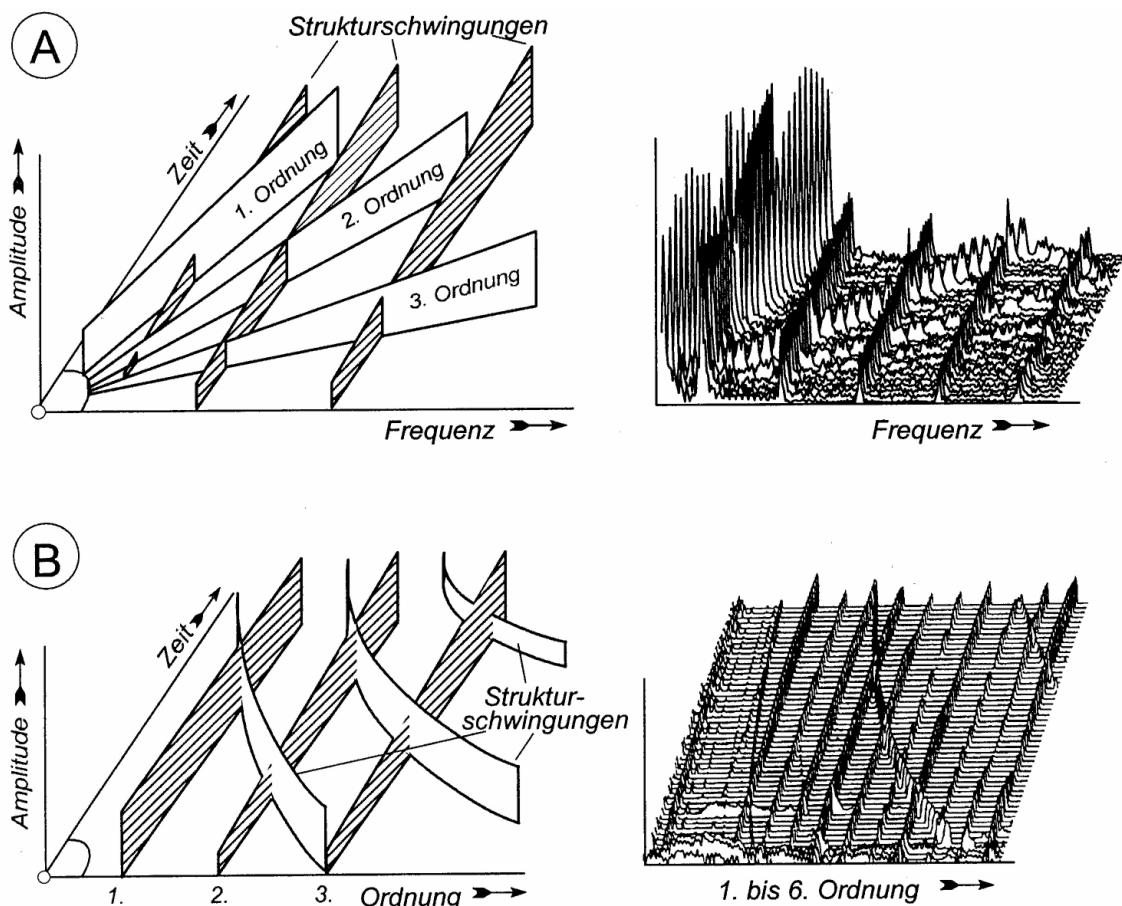 A
Strukturschwingungen
Zeit
Amplitude
1. Ordnung
2. Ordnung
3. Ordnung
Frequenz
Frequenz
B
Zeit
Amplitude
Struktur-
schwingungen
1. 2. 3. Ordnung
1. bis 6. Ordnung